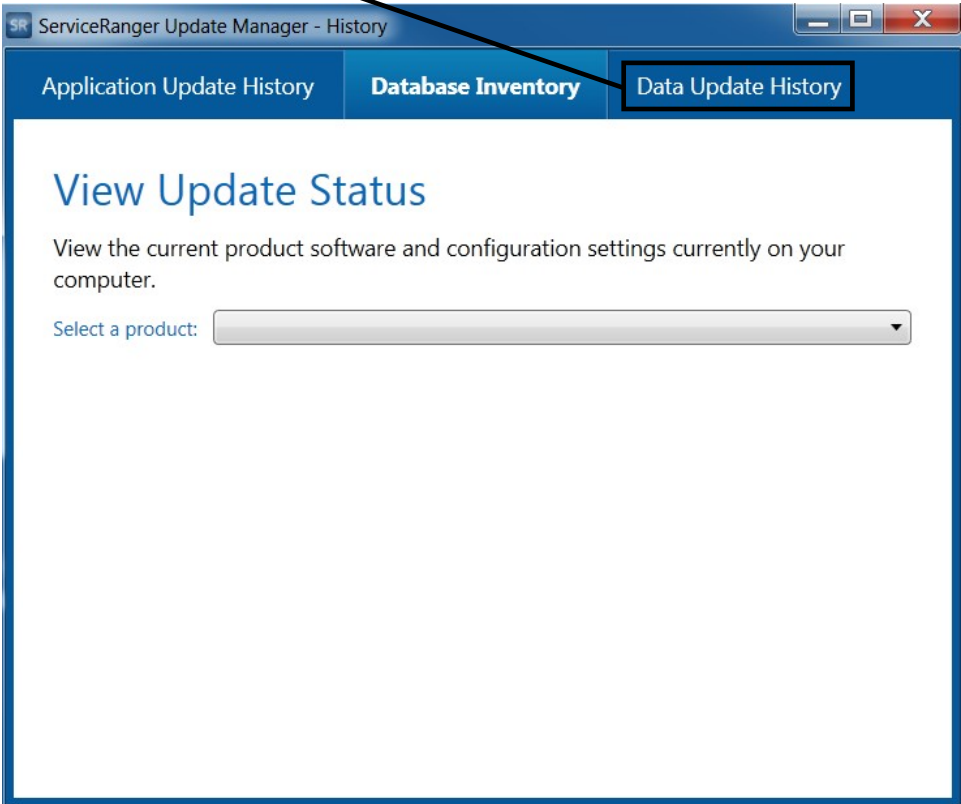 SR ServiceRanger Update Manager - History
Application Update History Database Inventory Data Update History
View Update Status
View the current product software and configuration settings currently on your
computer.
Select a product: